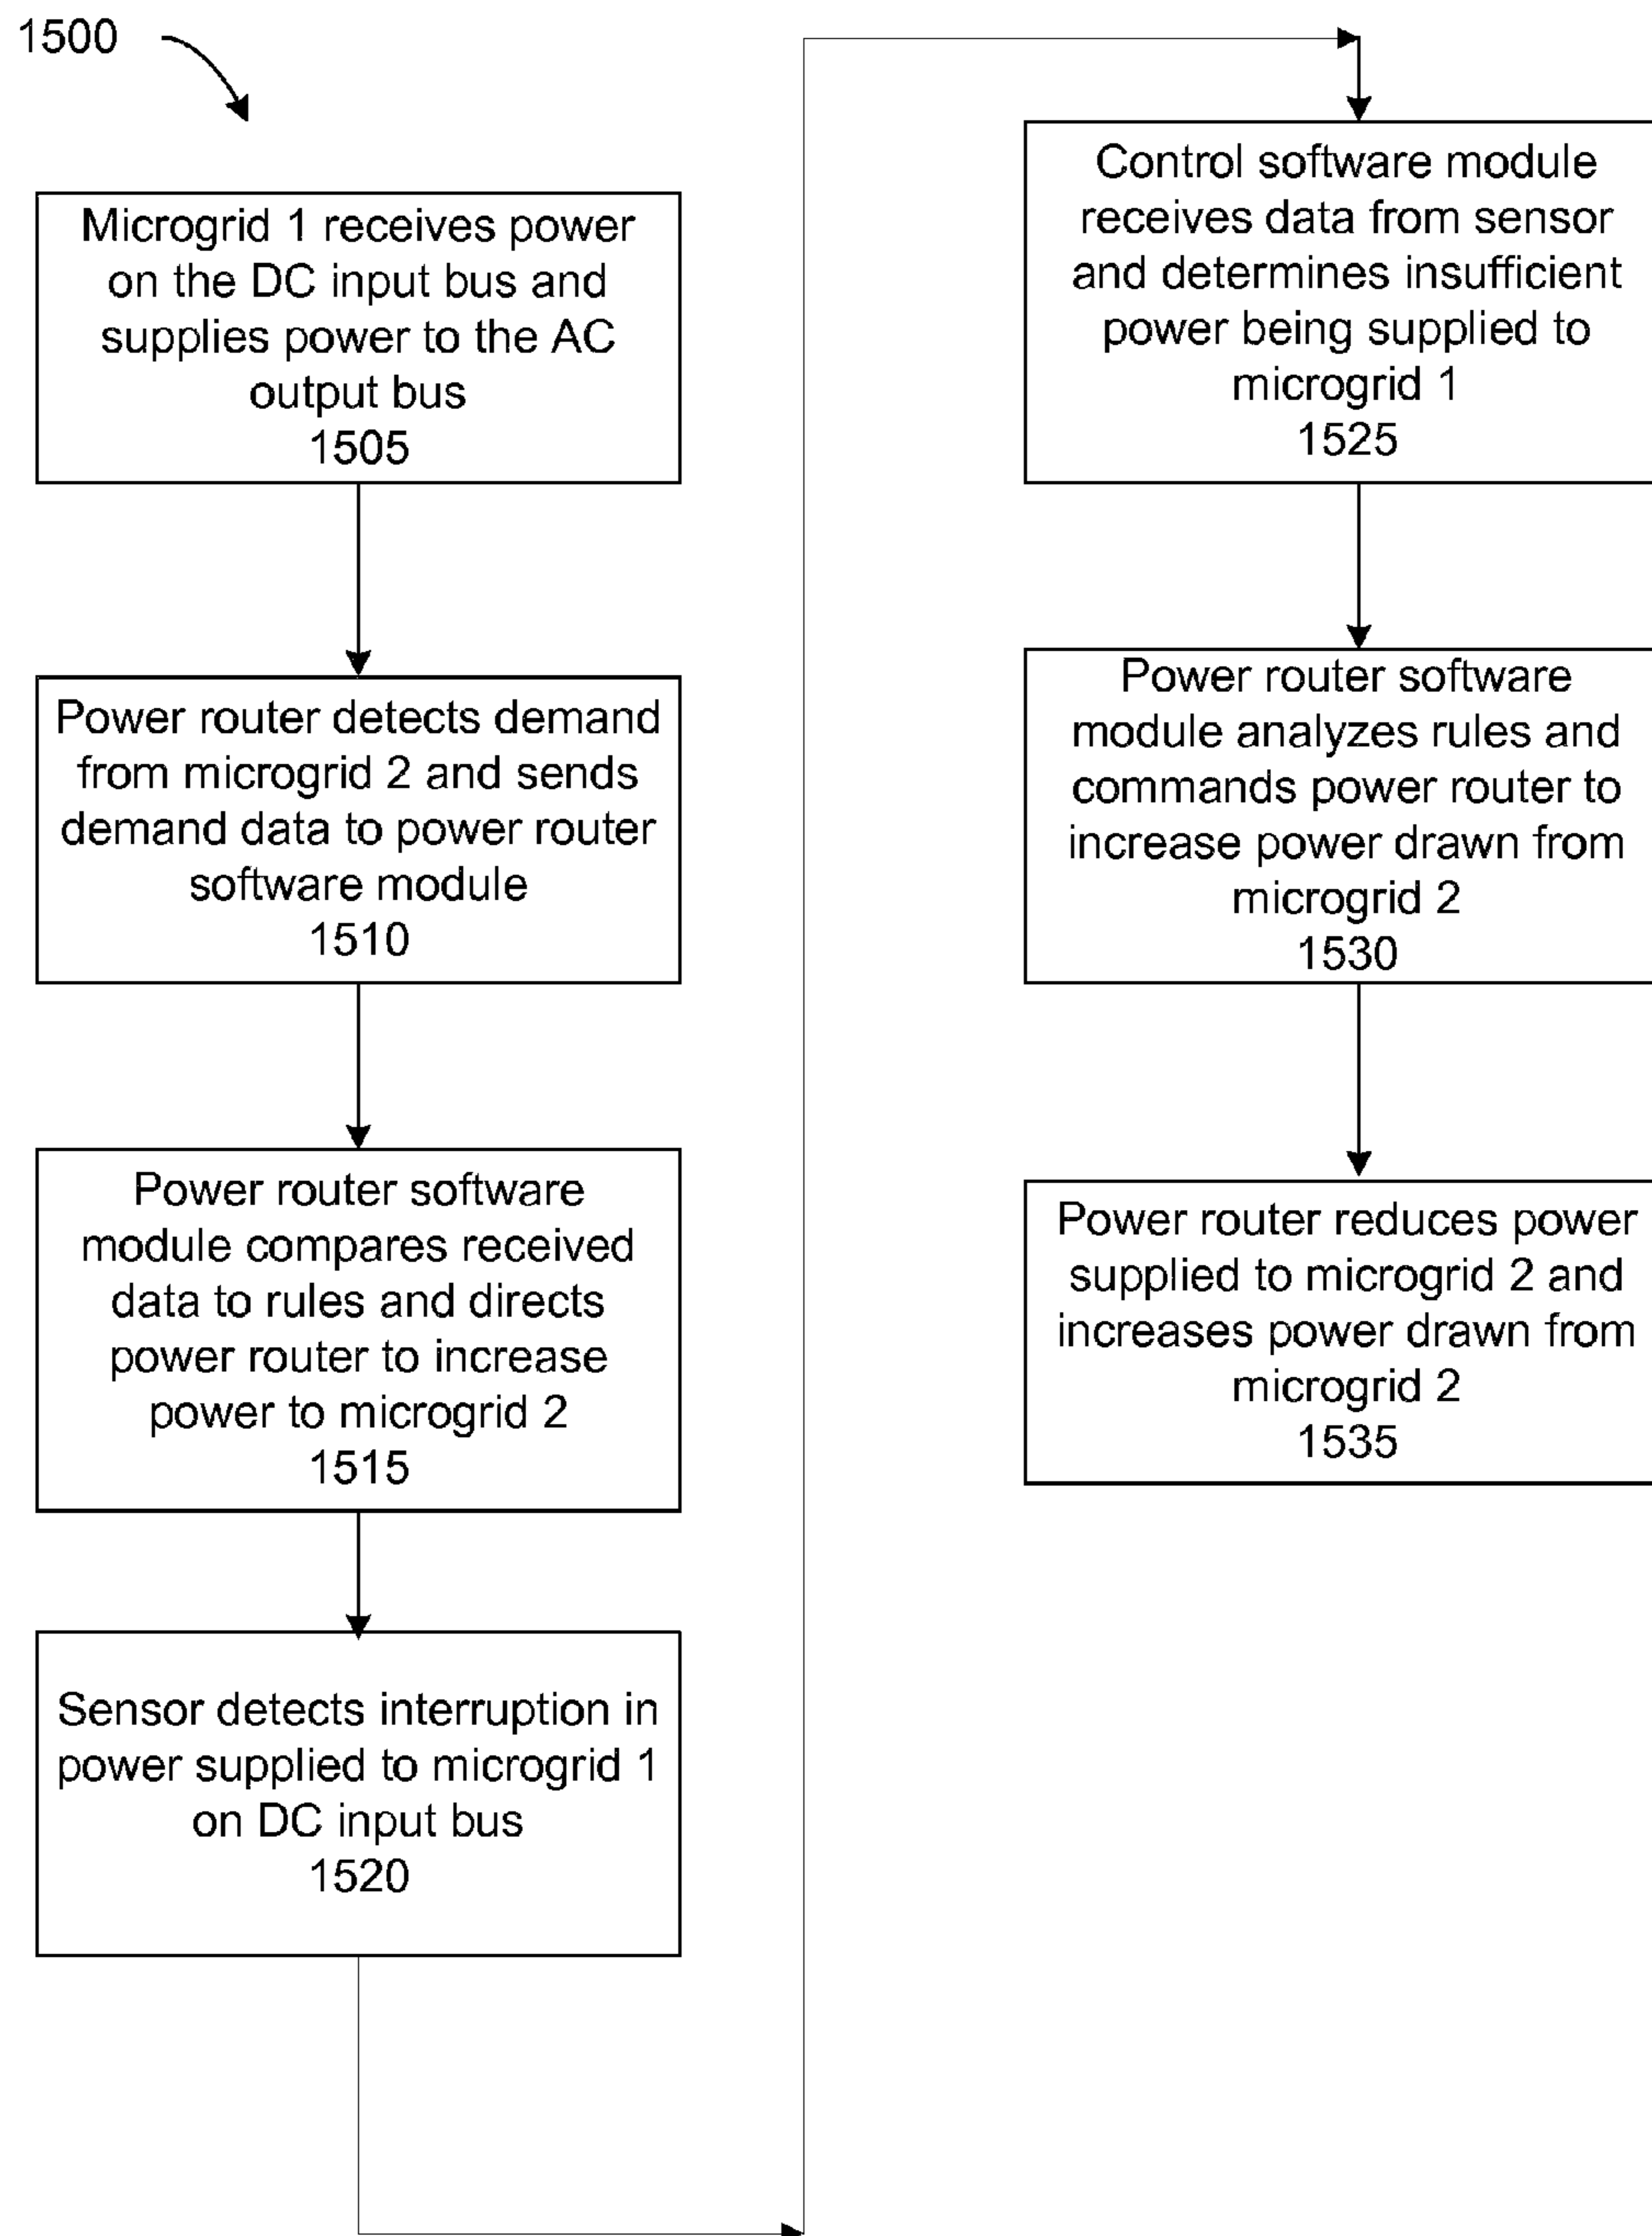 1500
Microgrid 1 receives power
on the DC input bus and
supplies power to the AC
output bus
1505
Power router detects demand
from microgrid 2 and sends
demand data to power router
software module
1510
Power router software
module compares received
data to rules and directs
power router to increase
power to microgrid 2
1515
Sensor detects interruption in
power supplied to microgrid 1
on DC input bus
1520
Control software module
receives data from sensor
and determines insufficient
power being supplied to
microgrid 1
1525
Power router software
module analyzes rules and
commands power router to
increase power drawn from
microgrid 2
1530
Power router reduces power
supplied to microgrid 2 and
increases power drawn from
microgrid 2
1535